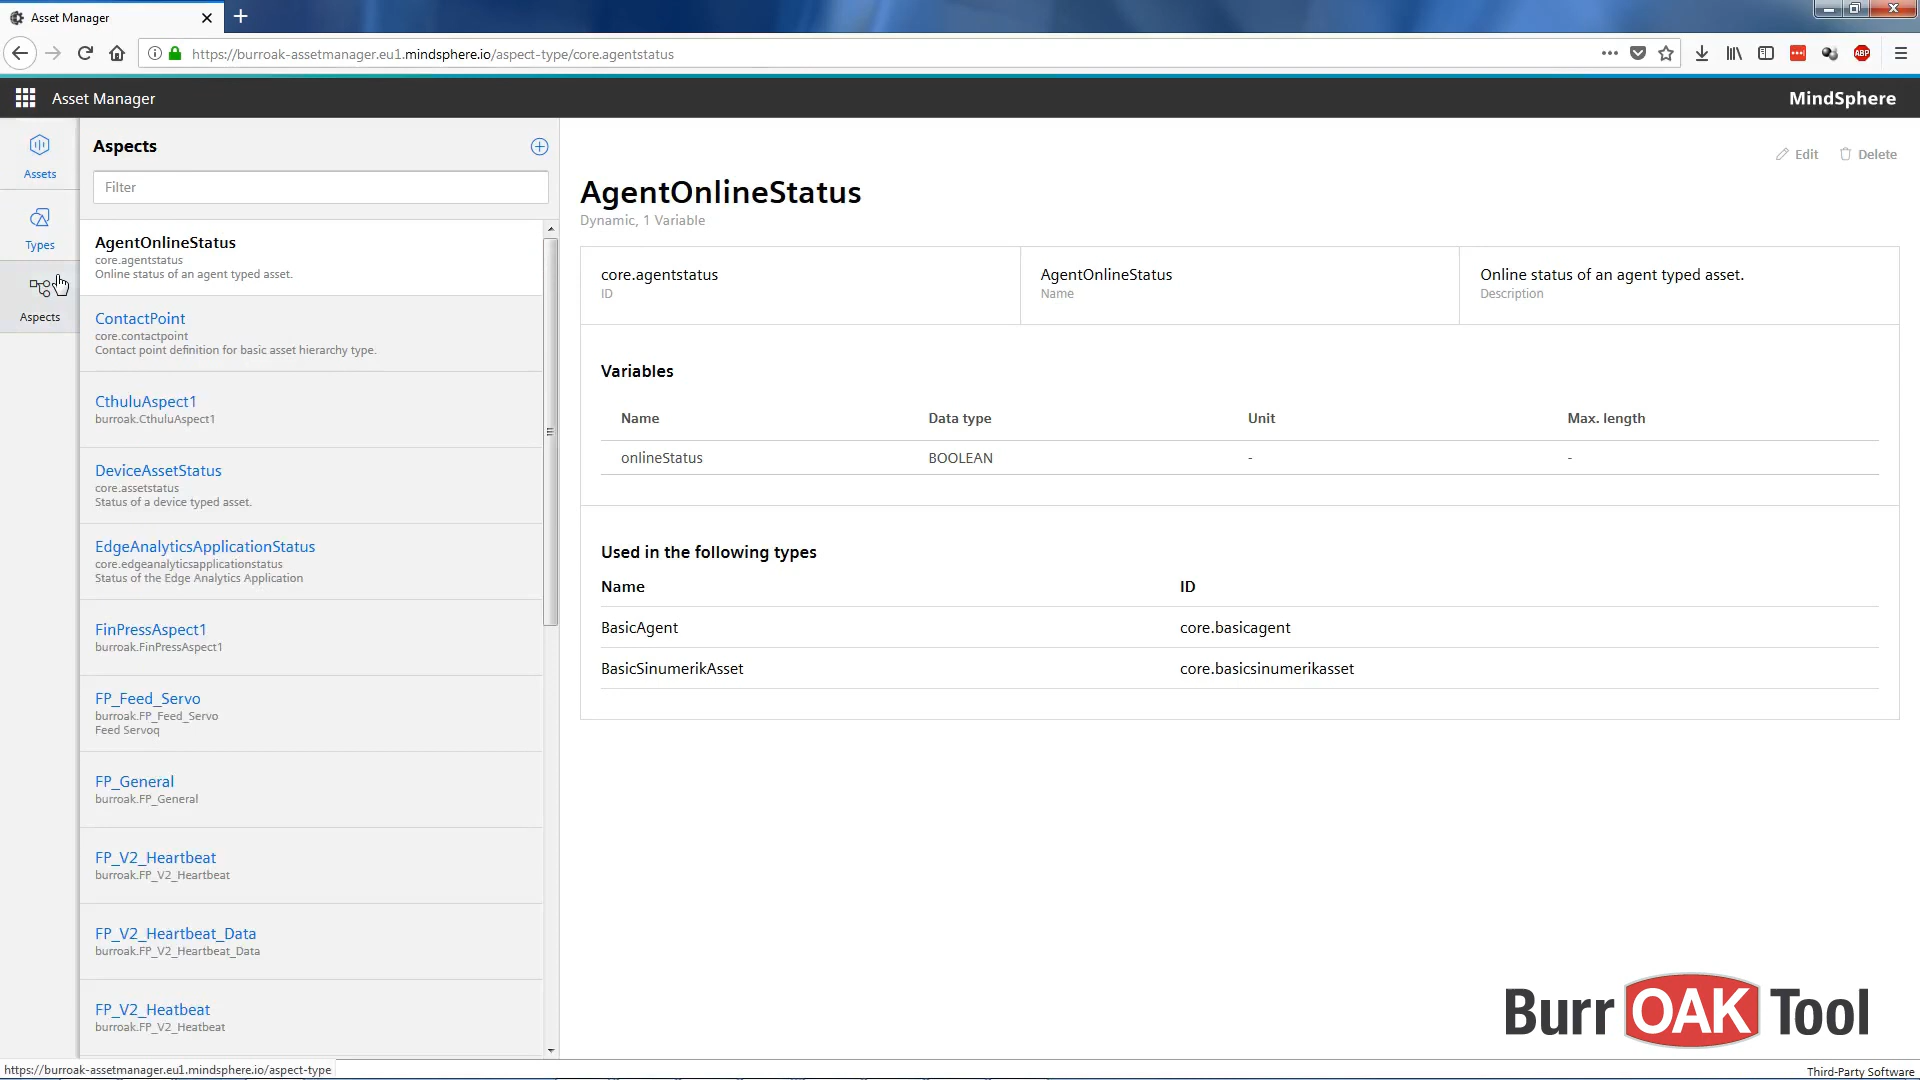 Asset Manager
https://burroak-assetmanager.eu1.mindsphere.io/aspect-type/core.agentstatus
ABP
Asset Manager
MindSphere
Assets
Types
Aspects
Aspects
Filter
AgentOnlineStatus
core.agentstatus
Online status of an agent typed asset.
ContactPoint
core.contactpoint
Contact point definition for basic asset hierarchy type.
CthuluAspect1
burroak.CthuluAspect1
DeviceAssetStatus
core.assetstatus
Status of a device typed asset.
EdgeAnalyticsApplicationStatus
core.edgeanalyticsapplicationstatus
Status of the Edge Analytics Application
FinPressAspect1
burroak.FinPressAspect1
FP_Feed_Servo
burroak.FP_Feed_Servo
Feed Servoq
FP_General
burroak.FP_General
FP_V2_Heartbeat
burroak.FP_V2_Heartbeat
FP_V2_Heartbeat_Data
burroak.FP_V2_Heartbeat_Data
FP_V2_Heatbeat
burroak.FP_V2_Heatbeat
Edit
Delete
AgentOnlineStatus
Dynamic, 1 Variable
core.agentstatus
ID
AgentOnlineStatus
Name
Online status of an agent typed asset.
Description
Variables
Name Data type Unit Max. length
onlineStatus BOOLEAN - -
Used in the following types
Name ID
BasicAgent core.basicagent
BasicSinumerikAsset core.basicsinumerikasset
Burr OAK Tool
https://burroak-assetmanager.eu1.mindsphere.io/aspect-type
Third-Party Software